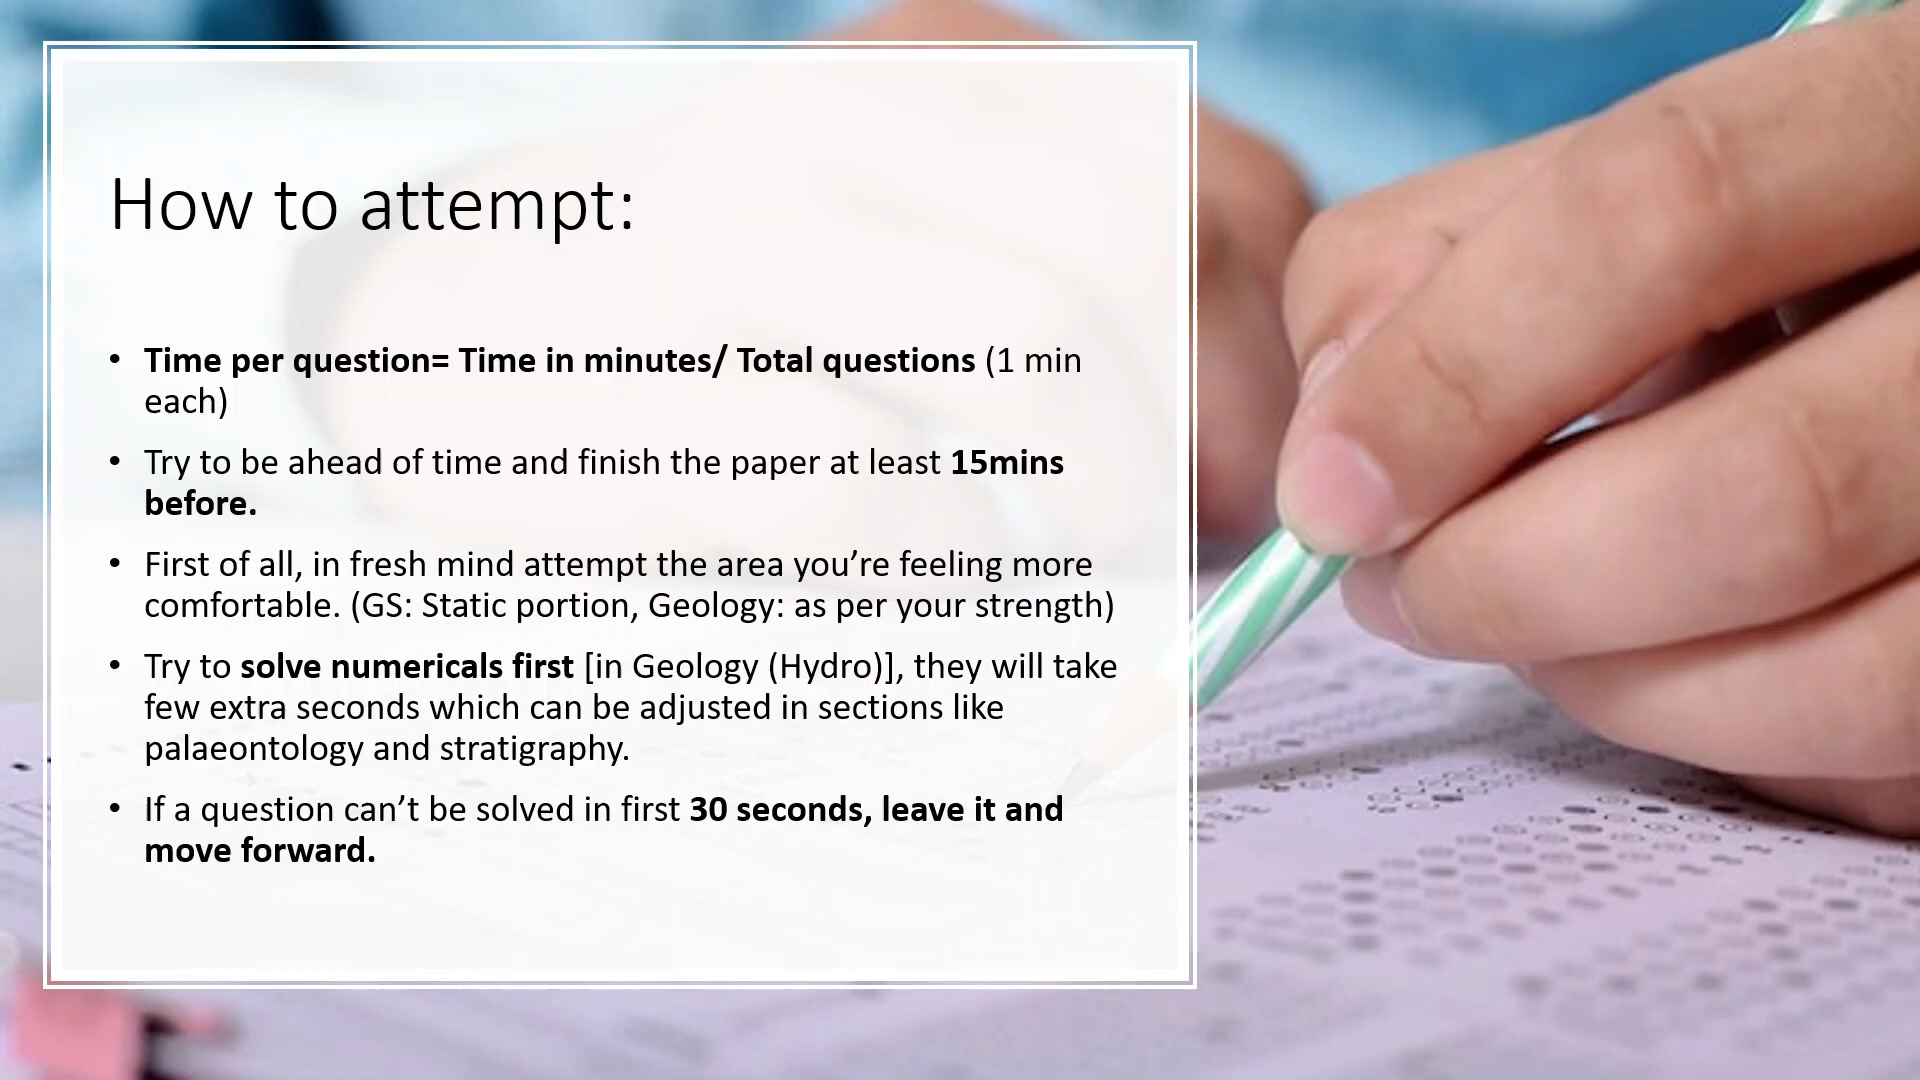 How to attempt:
• Time per question= Time in minutes/ Total questions (1 min
each)
• Try to be ahead of time and finish the paper at least 15mins
before.
• First of all, in fresh mind attempt the area you’re feeling more
comfortable. (GS: Static portion, Geology: as per your strength)
• Try to solve numericals first [in Geology (Hydro)], they will take
few extra seconds which can be adjusted in sections like
palaeontology and stratigraphy.
• If a question can’t be solved in first 30 seconds, leave it and
move forward.